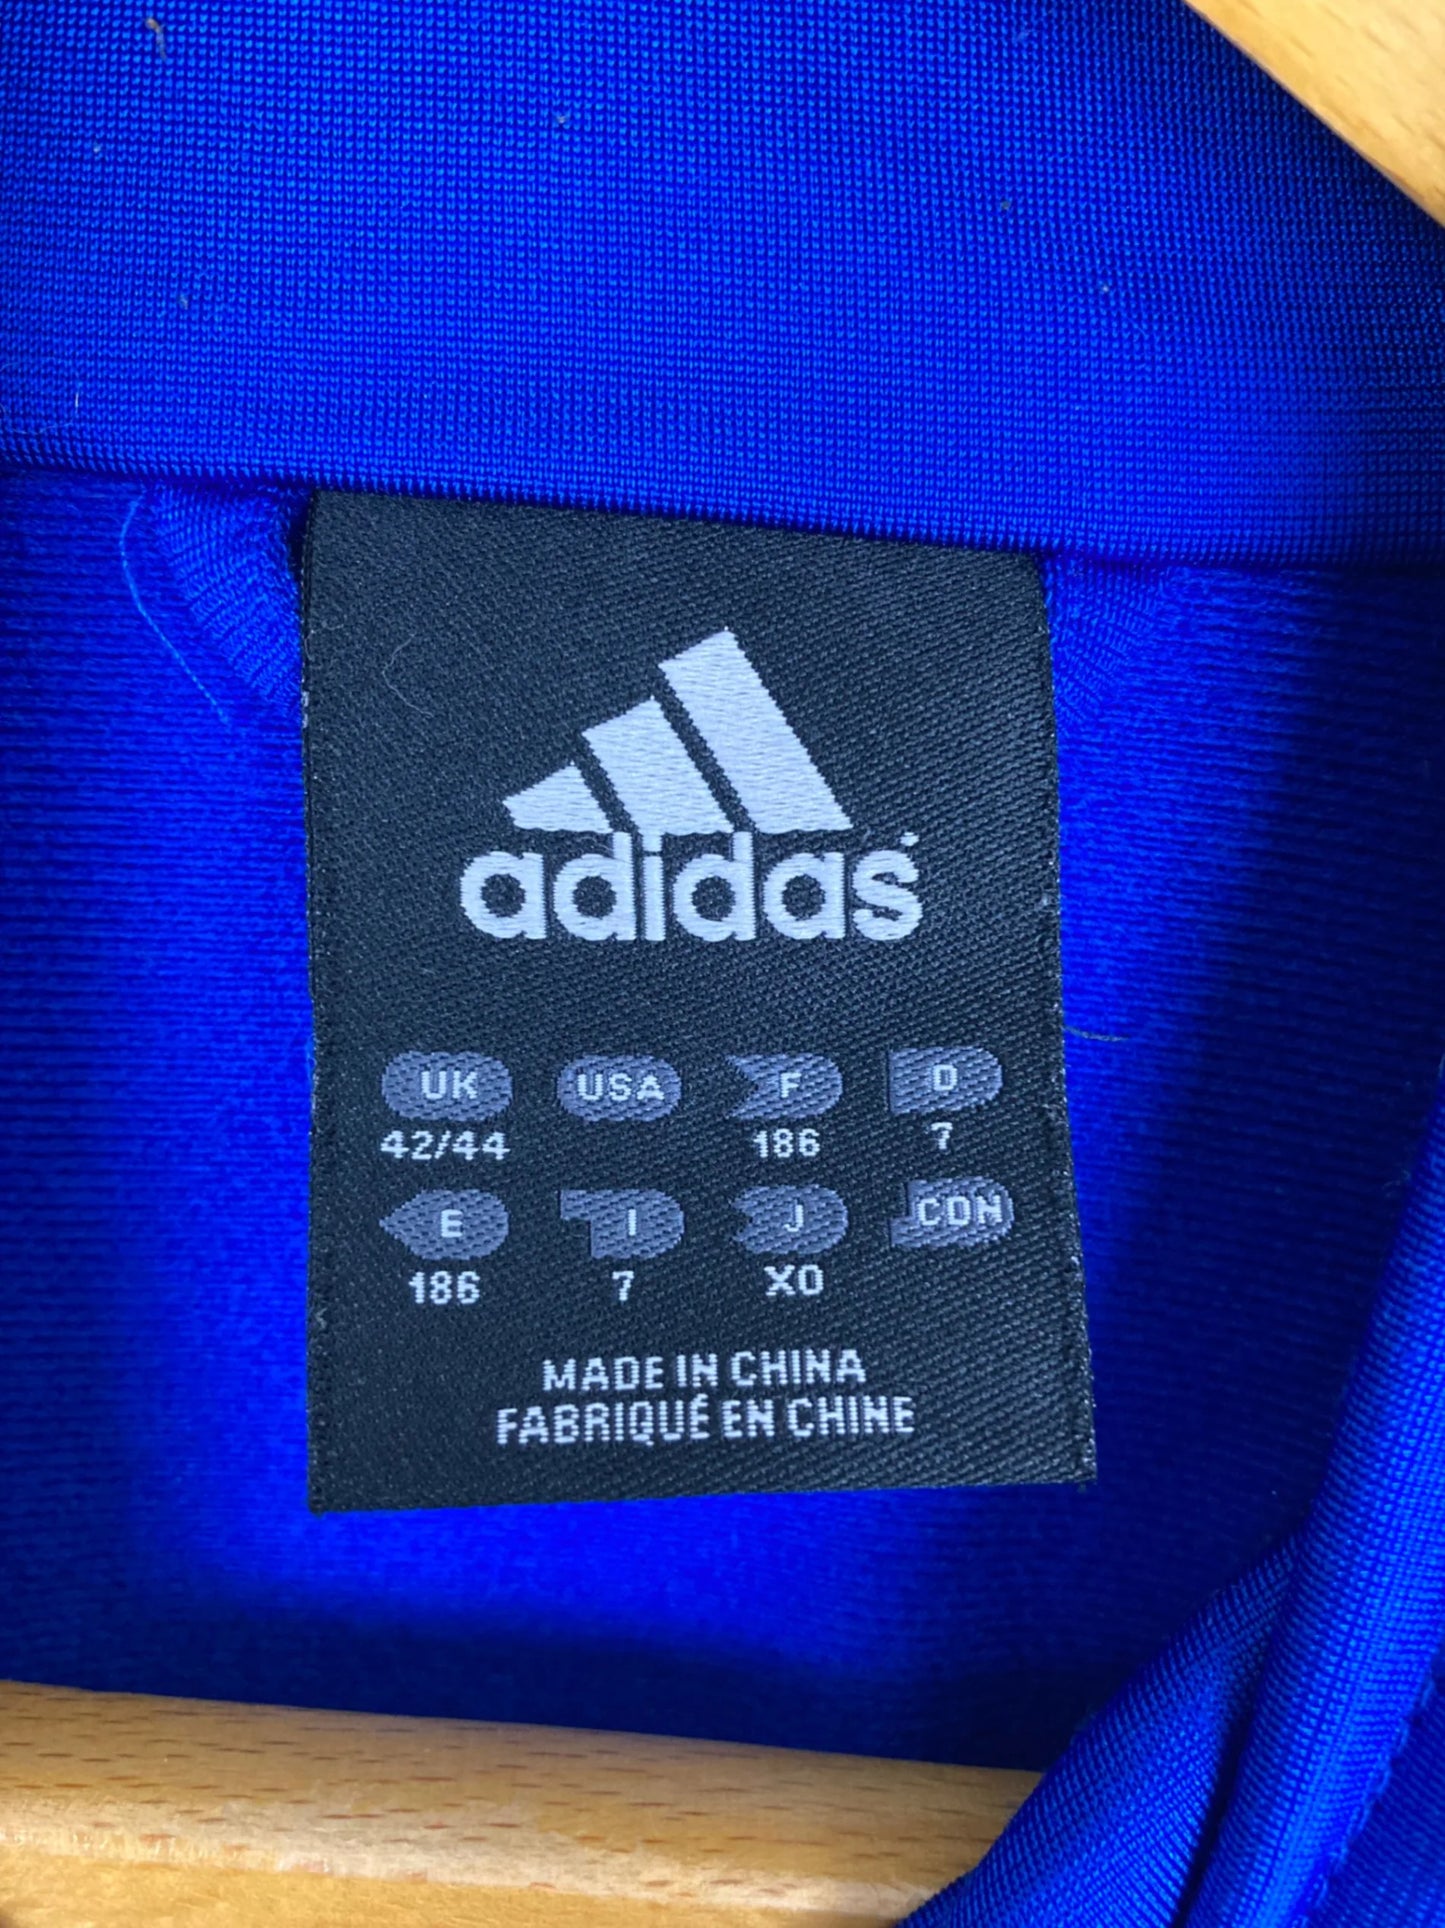 adidas
UK USA F D
42/44 186 7
E I J CDN
186 7 XO
MADE IN CHINA
FABRIQUÉ EN CHINE